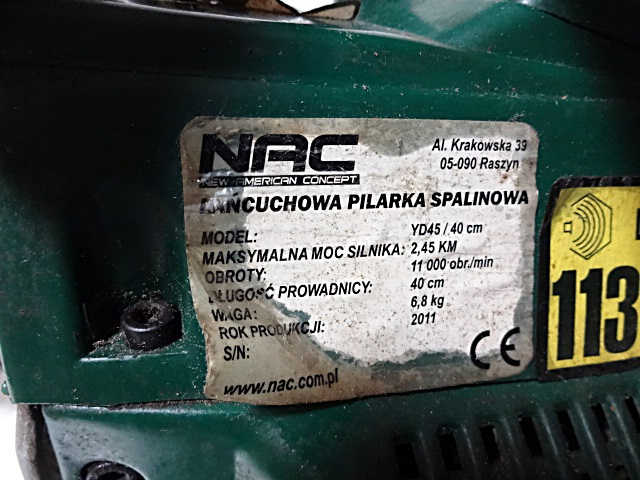 NAC
NEW AMERICAN CONCEPT
Al. Krakowska 39
05-090 Raszyn
ŁAŃCUCHOWA PILARKA SPALINOWA
MODEL: YD45 / 40 cm
MAKSYMALNA MOC SILNIKA: 2,45 KM
OBROTY: 11 000 obr./min
DŁUGOŚĆ PROWADNICY: 40 cm
WAGA: 6,8 kg
ROK PRODUKCJI: 2011
S/N:
www.nac.com.pl
CE
113